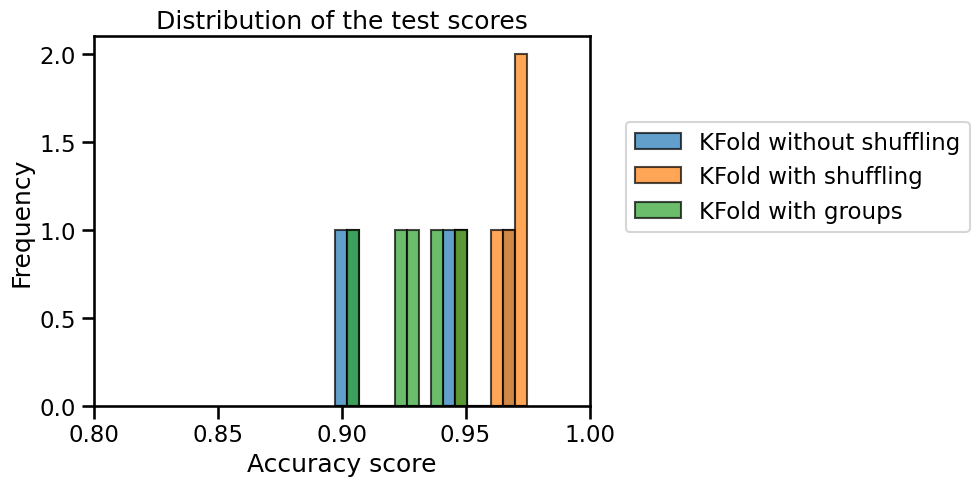 Distribution of the test scores
2.0
1.5
1.0
0.5
0.0
Frequency
0.80
0.85
0.90
0.95
1.00
Accuracy score
KFold without shuffling
KFold with shuffling
KFold with groups